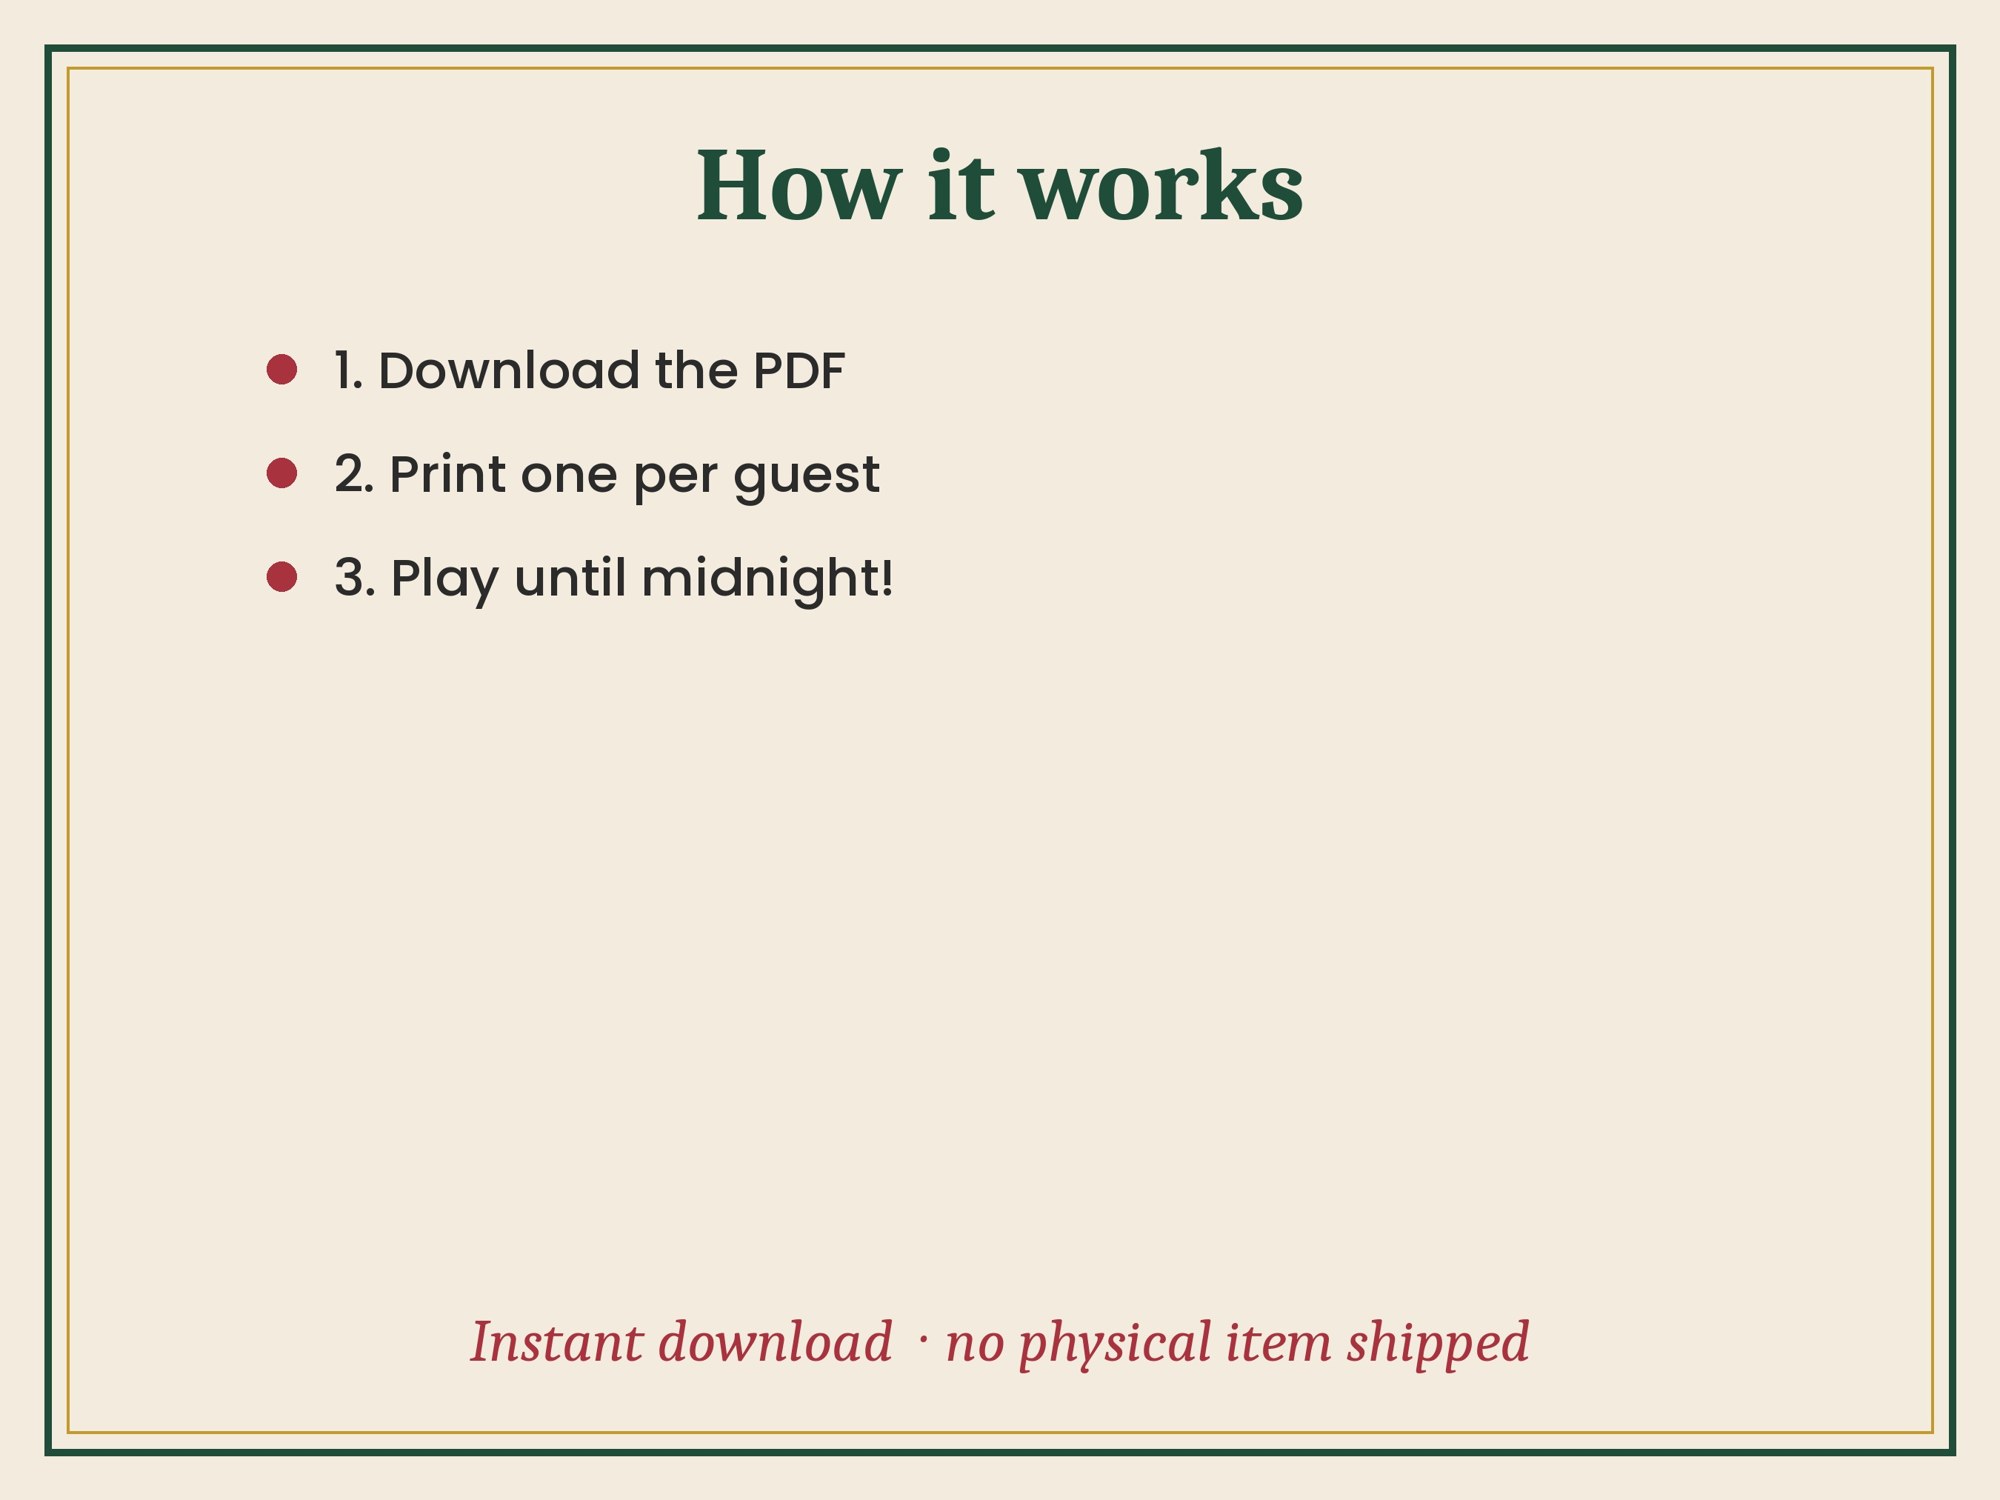 How it works
1. Download the PDF
2. Print one per guest
3. Play until midnight!
Instant download · no physical item shipped